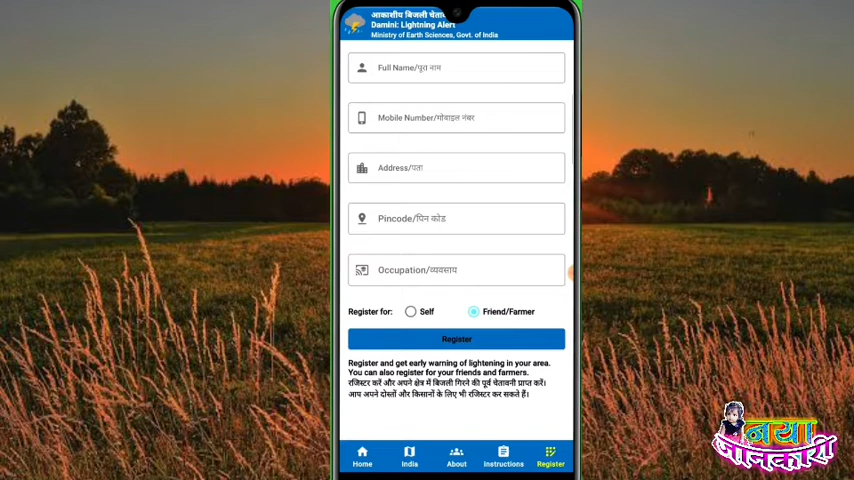 आकाशीय बिजली
Damini: Lightning Alert
Ministry of Earth Sciences, Govt. of India
Full Name/पूरा नाम
Mobile Number/मोबाइल नंबर
Address/पता
Pincode/पिन कोड
Occupation/व्यवसाय
Register for: Self Friend/Farmer
Register
Register and get early warning of lightening in your area.
You can also register for your friends and farmers.
रजिस्टर करें और अपने क्षेत्र में बिजली गिरने की पूर्व चेतावनी प्राप्त करें।
आप अपने दोस्तों और किसानों के लिए भी रजिस्टर कर सकते हैं।
Home India About Instructions Register
नया
जानकारी